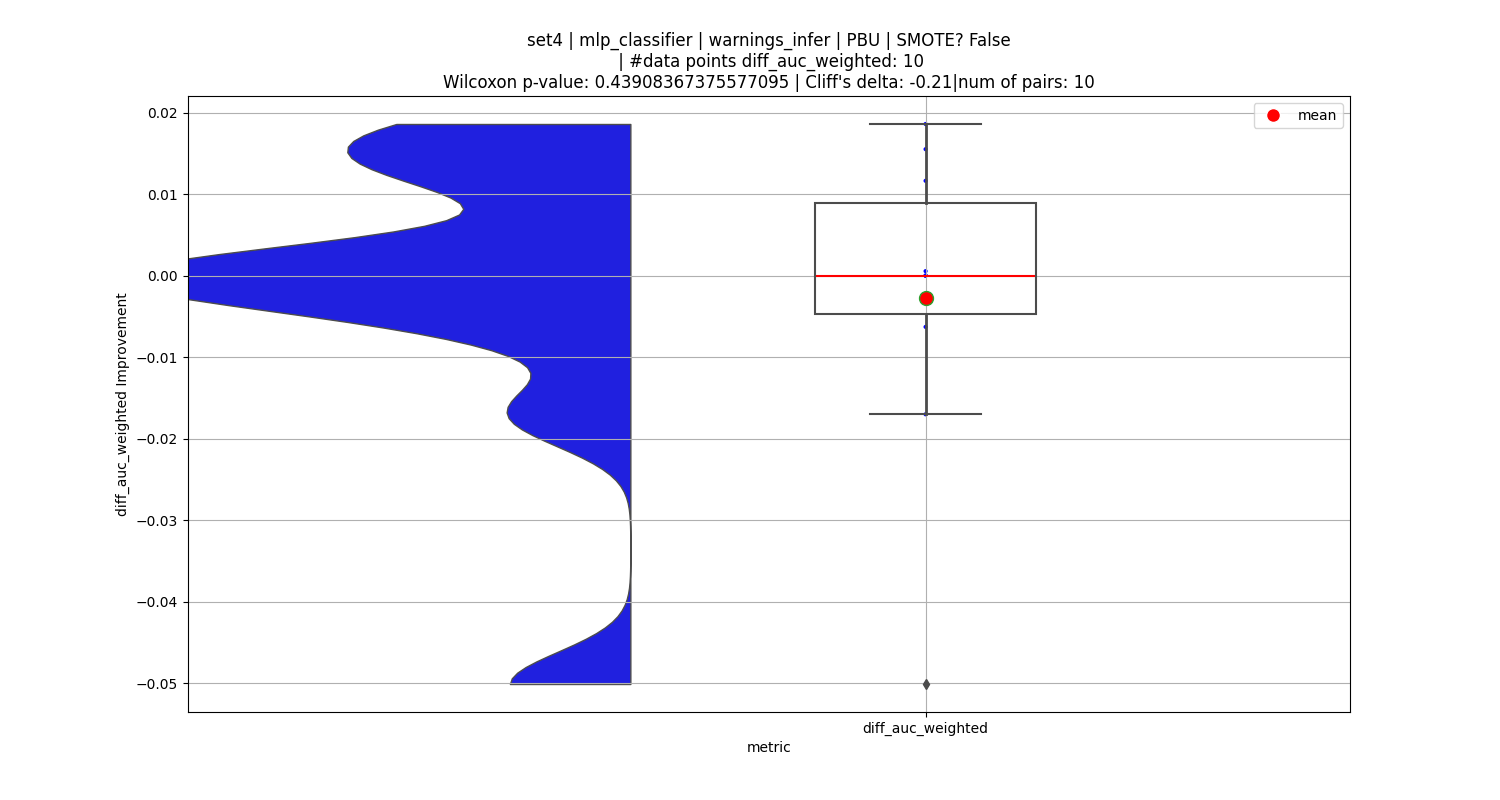 set4 | mlp_classifier | warnings_infer | PBU | SMOTE? False
| #data points diff_auc_weighted: 10
Wilcoxon p-value: 0.43908367375577095 | Cliff's delta: -0.21|num of pairs: 10
mean
0.02
0.01
0.00
−0.01
−0.02
−0.03
−0.04
−0.05
diff_auc_weighted Improvement
diff_auc_weighted
metric